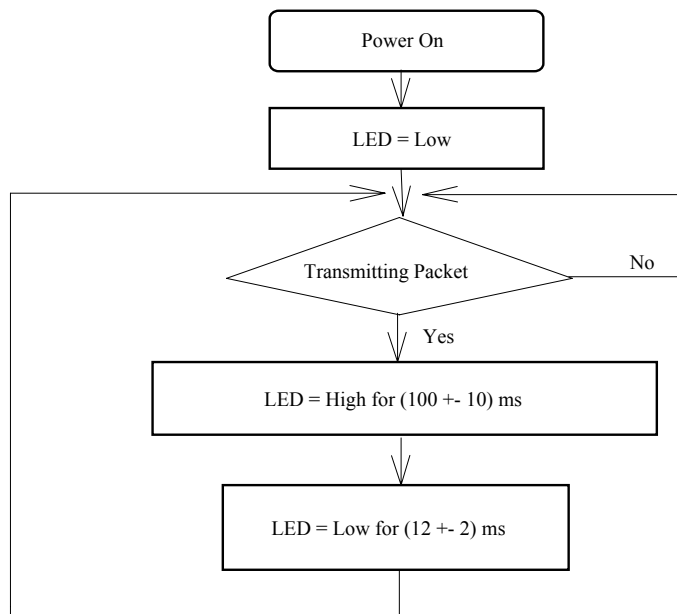 Power On
LED = Low
Transmitting Packet
No
Yes
LED = High for (100 +- 10) ms
LED = Low for (12 +- 2) ms